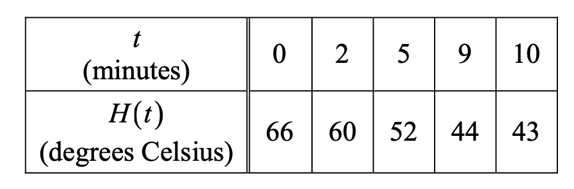 t (minutes) 0 2 5 9 10
H(t) (degrees Celsius) 66 60 52 44 43